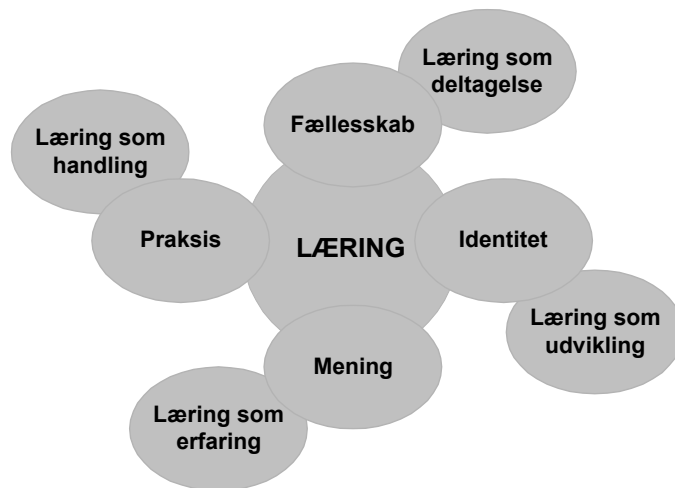 Læring som
deltagelse
Fællesskab
Læring som
handling
Praksis
LÆRING
Identitet
Læring som
udvikling
Mening
Læring som
erfaring